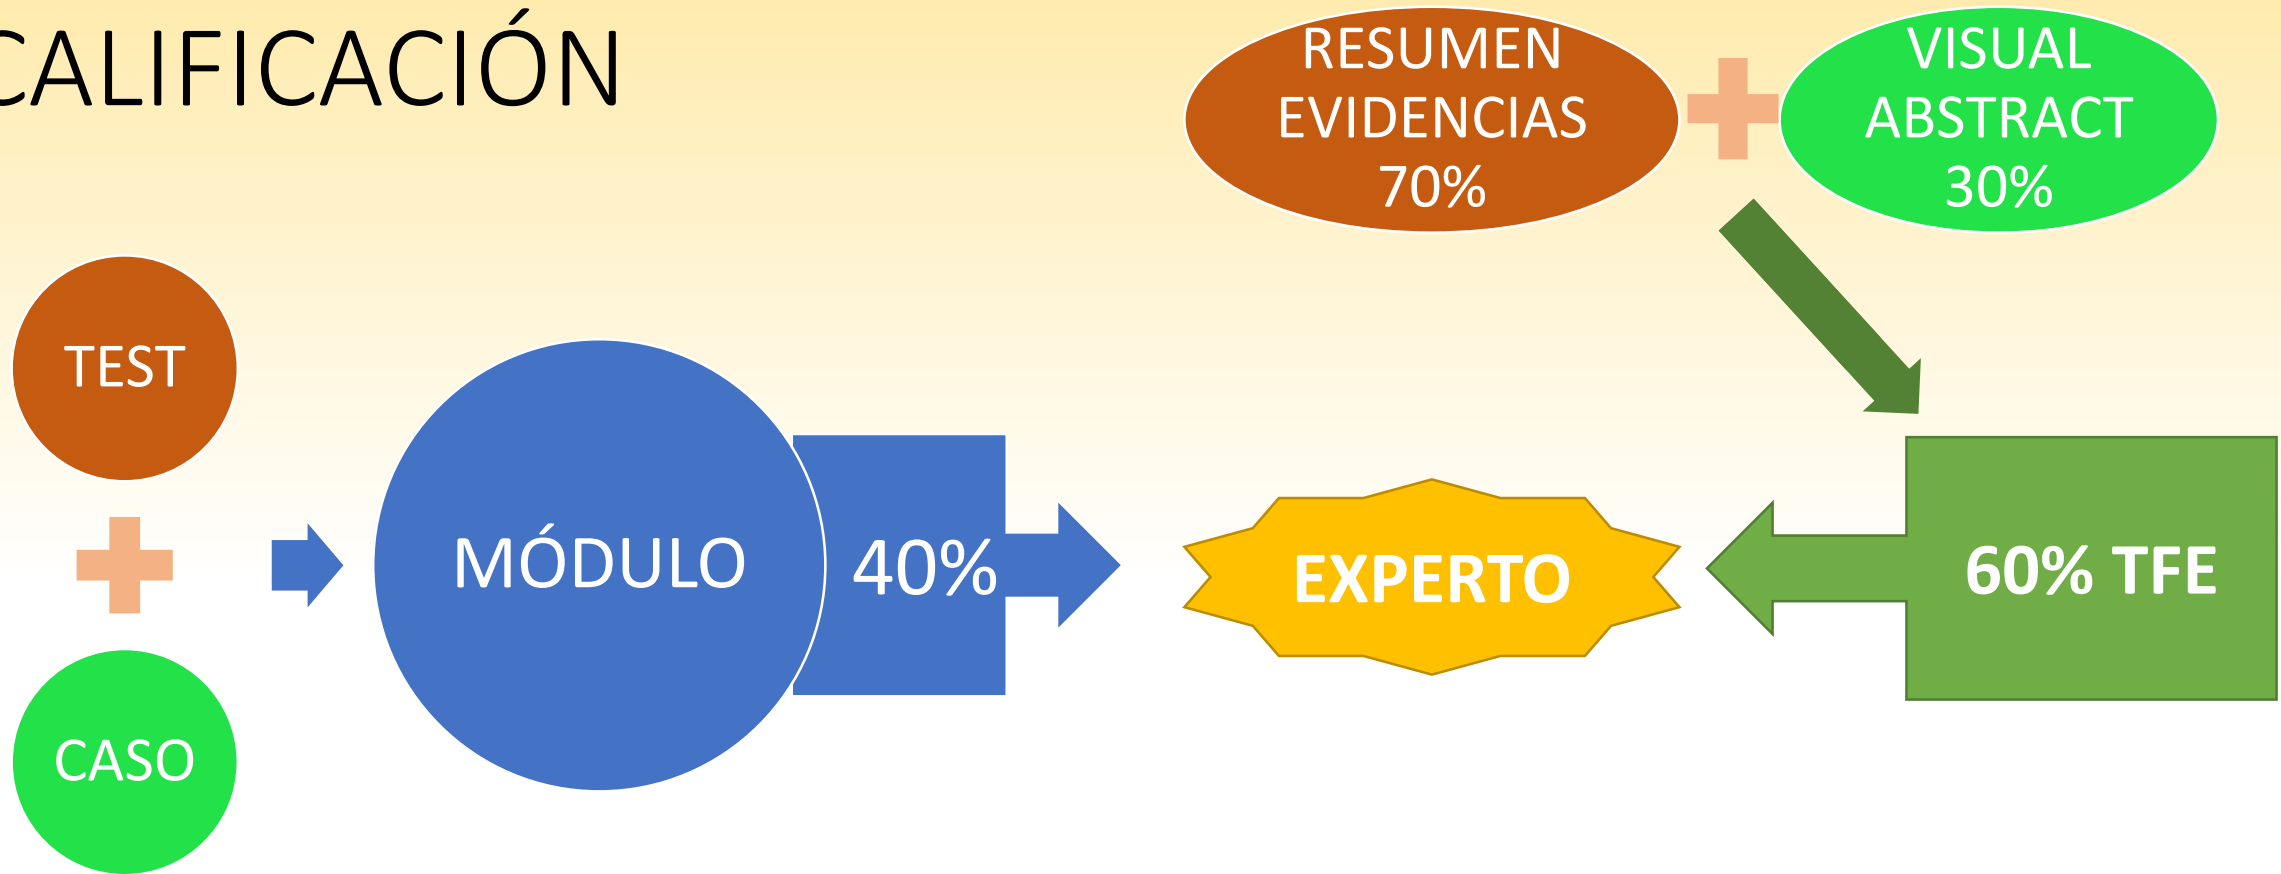 CALIFICACIÓN
RESUMEN
EVIDENCIAS
70%
VISUAL
ABSTRACT
30%
TEST
CASO
MÓDULO
40%
EXPERTO
60% TFE